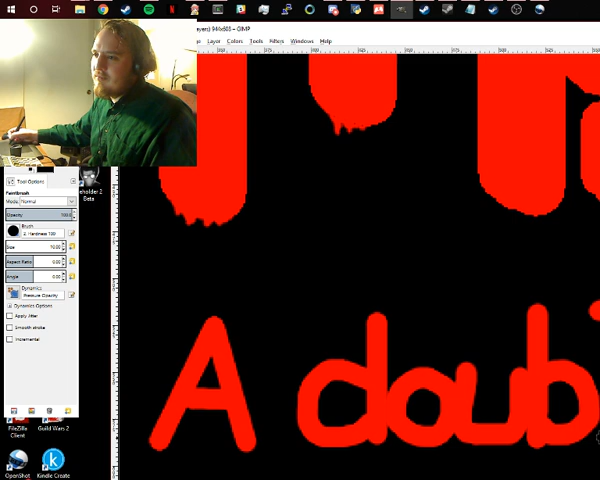 GIMP
Layer Colors Tools Filters Windows Help
eholder 2
Beta
Tool Options
Paintbrush
Mode: Normal
Opacity 100.0
Brush
2. Hardness 100
Size
Aspect Ratio 0.00
Angle 0.00
Dynamics
Pressure Opacity
Dynamics Options
Apply Jitter
Smooth stroke
Incremental
A doub
FileZilla
Client
Guild Wars 2
OpenShot
Kindle Create